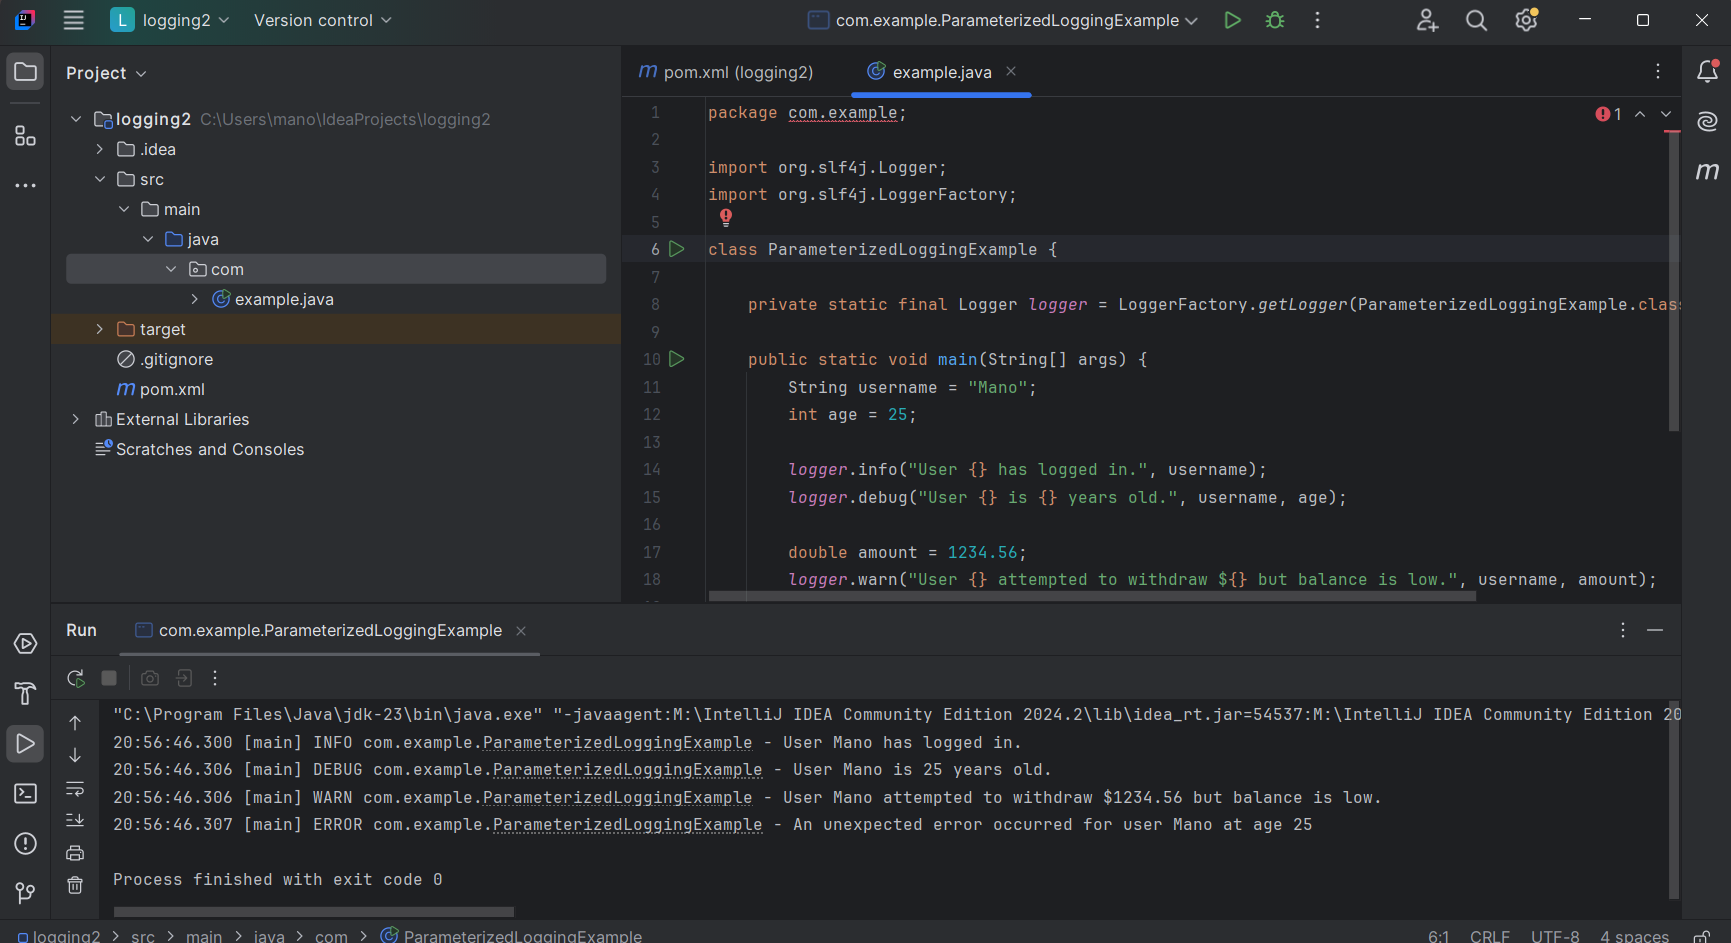 L logging2 Version control com.example.ParameterizedLoggingExample
Project
logging2 C:\Users\mano\IdeaProjects\logging2
.idea
src
main
java
com
example.java
target
.gitignore
m pom.xml
External Libraries
Scratches and Consoles
m pom.xml (logging2) example.java
1 package com.example;
1
2
3 import org.slf4j.Logger;
4 import org.slf4j.LoggerFactory;
5
6 class ParameterizedLoggingExample {
7
8 private static final Logger logger = LoggerFactory.getLogger(ParameterizedLoggingExample.clas
9
10 public static void main(String[] args) {
11 String username = "Mano";
12 int age = 25;
13
14 logger.info("User {} has logged in.", username);
15 logger.debug("User {} is {} years old.", username, age);
16
17 double amount = 1234.56;
18 logger.warn("User {} attempted to withdraw ${} but balance is low.", username, amount);
m
Run com.example.ParameterizedLoggingExample
"C:\Program Files\Java\jdk-23\bin\java.exe" "-javaagent:M:\IntelliJ IDEA Community Edition 2024.2\lib\idea_rt.jar=54537:M:\IntelliJ IDEA Community Edition 20
20:56:46.300 [main] INFO com.example.ParameterizedLoggingExample - User Mano has logged in.
20:56:46.306 [main] DEBUG com.example.ParameterizedLoggingExample - User Mano is 25 years old.
20:56:46.306 [main] WARN com.example.ParameterizedLoggingExample - User Mano attempted to withdraw $1234.56 but balance is low.
20:56:46.307 [main] ERROR com.example.ParameterizedLoggingExample - An unexpected error occurred for user Mano at age 25
Process finished with exit code 0
logging2 > src > main > java > com > ParameterizedLoggingExample 6:1 CRLF UTF-8 4 spaces